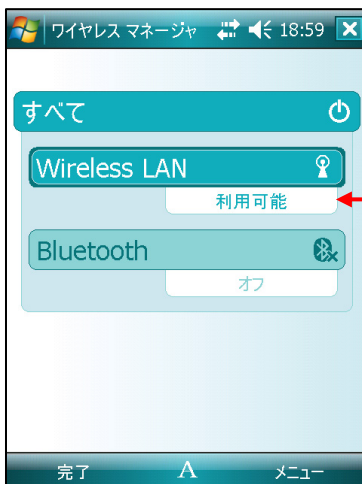 ワイヤレス マネージャ 18:59
すべて
Wireless LAN
利用可能
Bluetooth
オフ
完了 A メニュー